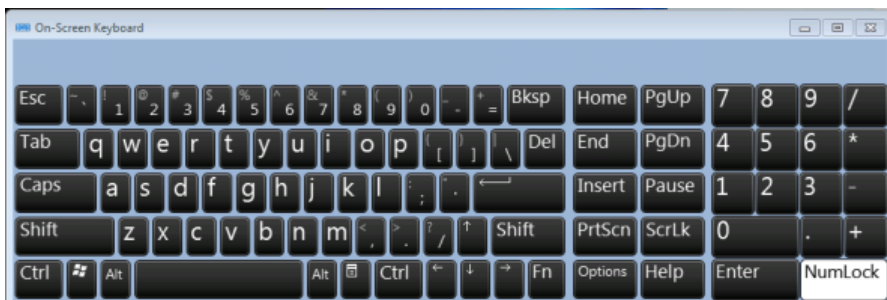 On-Screen Keyboard
Esc ~ ` ! 1 @ 2 # 3 $ 4 % 5 ^ 6 & 7 * 8 ( 9 ) 0 _ - + = Bksp Home PgUp 7 8 9 /
Tab q w e r t y u i o p { [ } ] | \ Del End PgDn 4 5 6 *
Caps a s d f g h j k l : ; " ' Insert Pause 1 2 3 -
Shift z x c v b n m < , > . ? / ↑ Shift PrtScn ScrLk 0 . +
Ctrl Alt Alt Ctrl ← ↓ → Fn Options Help Enter NumLock